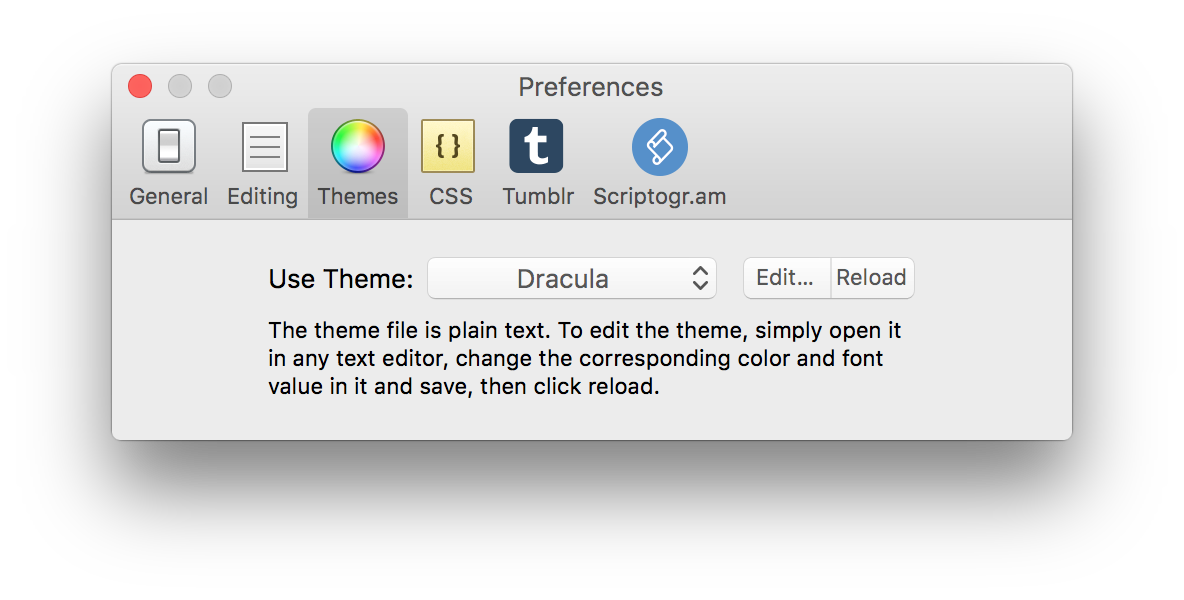 Preferences
General Editing Themes CSS Tumblr Scriptogr.am
Use Theme: Dracula Edit... Reload
The theme file is plain text. To edit the theme, simply open it
in any text editor, change the corresponding color and font
value in it and save, then click reload.